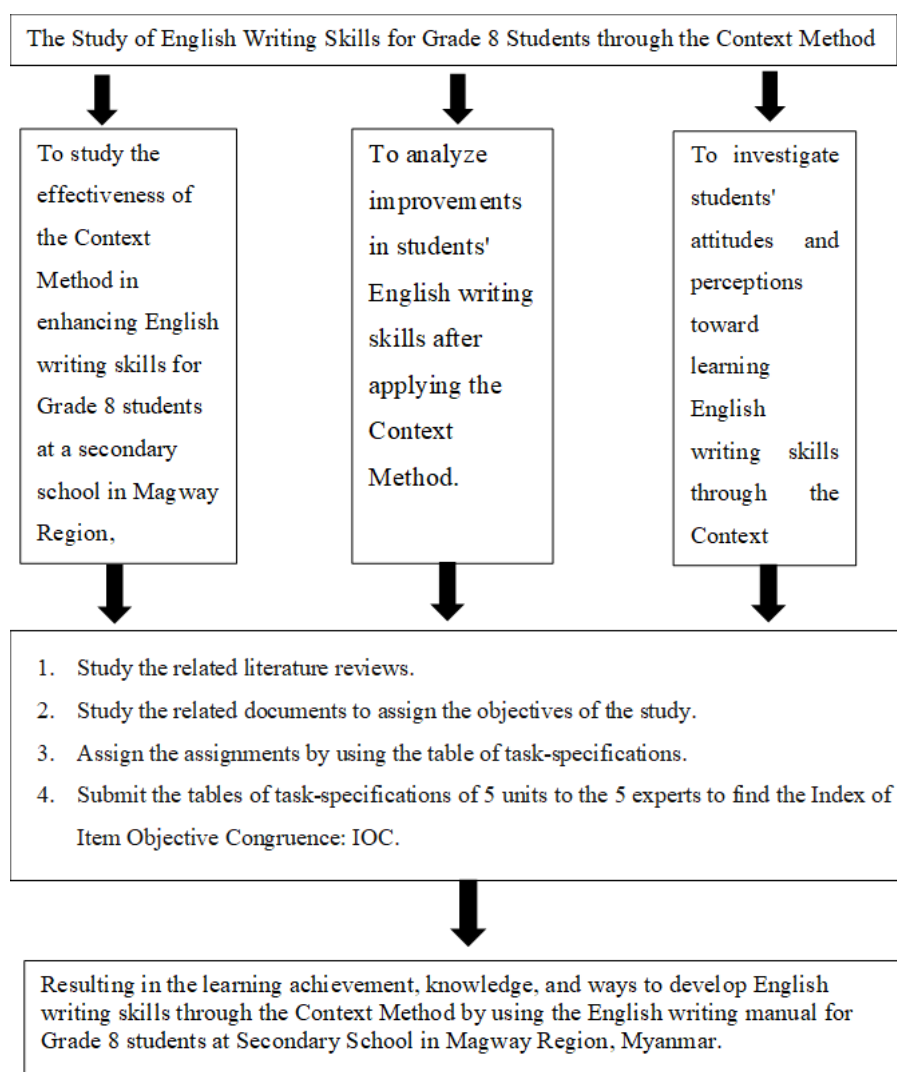 The Study of English Writing Skills for Grade 8 Students through the Context Method
To study the
effectiveness of
the Context
Method in
enhancing English
writing skills for
Grade 8 students
at a secondary
school in Magway
Region,
To analyze
improvements
in students'
English writing
skills after
applying the
Context
Method.
To investigate
students'
attitudes and
perceptions
toward
learning
English
writing skills
through the
Context
1. Study the related literature reviews.
2. Study the related documents to assign the objectives of the study.
3. Assign the assignments by using the table of task-specifications.
4. Submit the tables of task-specifications of 5 units to the 5 experts to find the Index of
Item Objective Congruence: IOC.
Resulting in the learning achievement, knowledge, and ways to develop English
writing skills through the Context Method by using the English writing manual for
Grade 8 students at Secondary School in Magway Region, Myanmar.